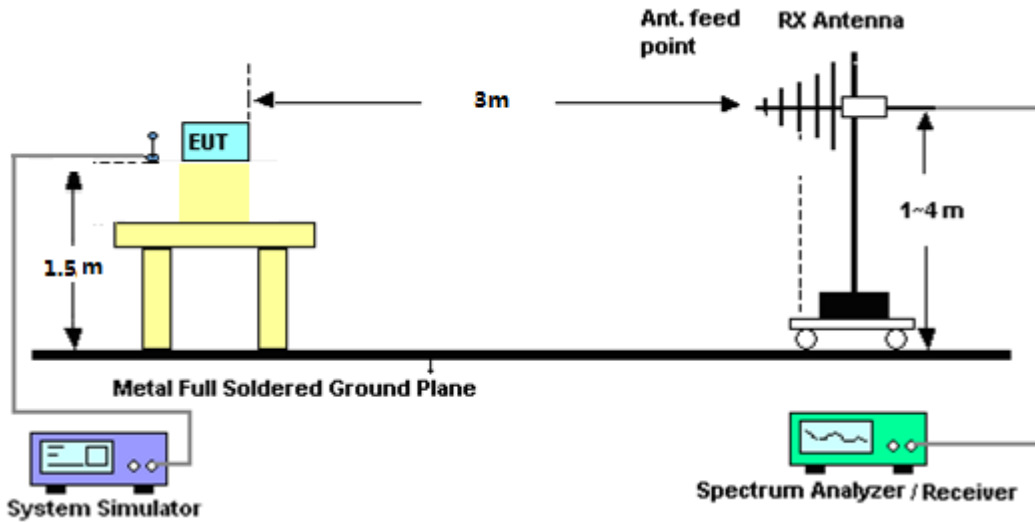 Ant. feed
point
RX Antenna
3m
EUT
1~4 m
1.5 m
Metal Full Soldered Ground Plane
System Simulator
Spectrum Analyzer / Receiver